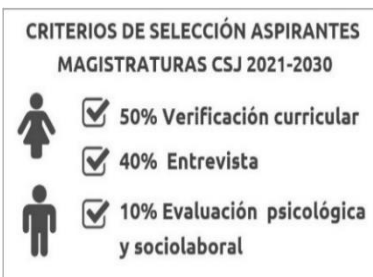 CRITERIOS DE SELECCIÓN ASPIRANTES
MAGISTRATURAS CSJ 2021-2030
50% Verificación curricular
40% Entrevista
10% Evaluación psicológica
y sociolaboral